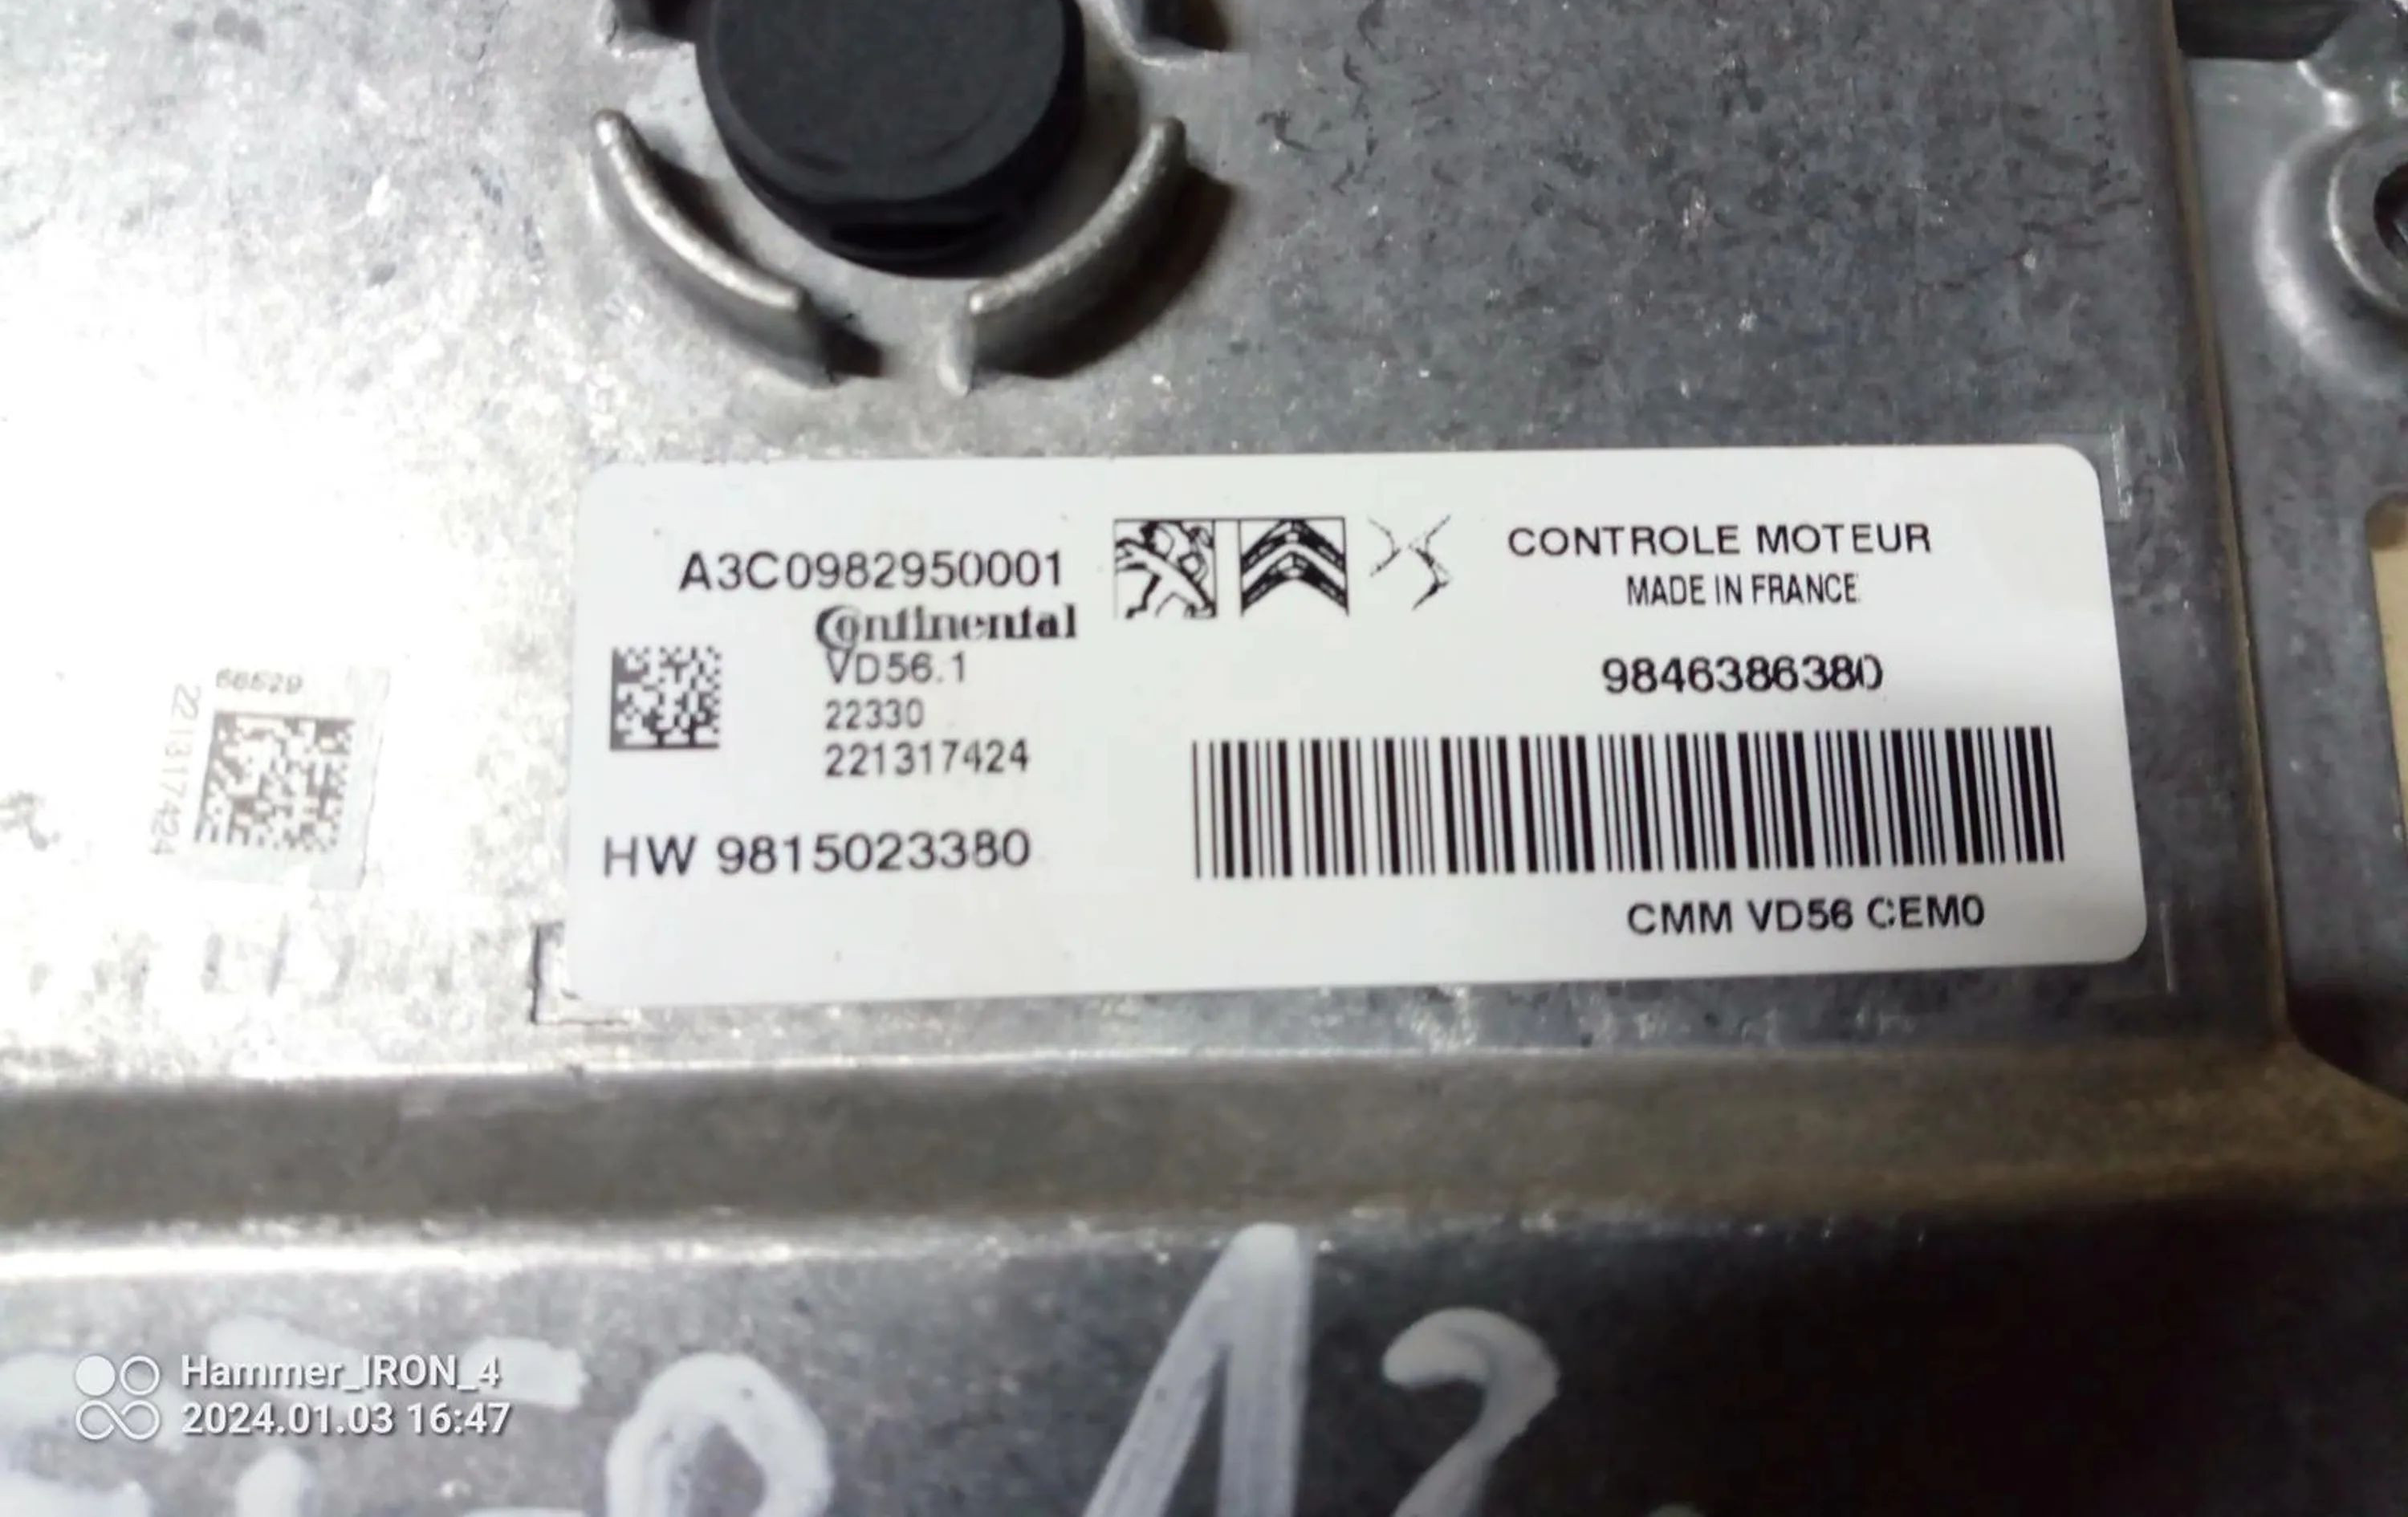 A3C0982950001
Continental
VD56.1
22330
221317424
HW 9815023380
CONTROLE MOTEUR
MADE IN FRANCE
9846386380
CMM VD56 CEM0
221317424
Hammer_IRON_4
2024.01.03 16:47